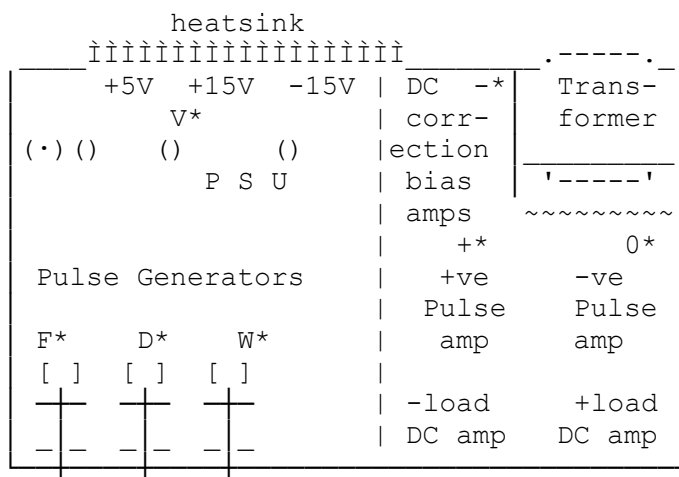 heatsink
ÌÌÌÌÌÌÌÌÌÌÌÌÌÌÌÌÌÌÌ
+5V +15V -15V | DC -* Trans-
V* | corr- former
(·) () () () |ection
P S U | bias
| amps ~~~~~~~~~
| +* 0*
Pulse Generators | +ve -ve
| Pulse Pulse
F* D* W* | amp amp
[ ] [ ] [ ] |
| -load +load
| DC amp DC amp